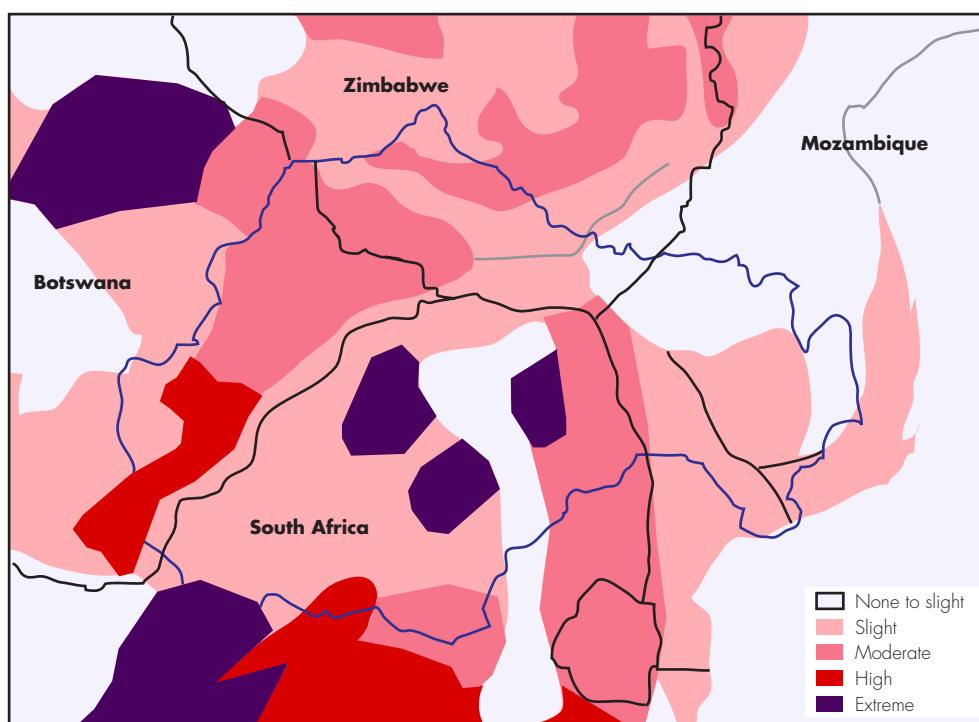 Zimbabwe
Mozambique
Botswana
South Africa
None to slight
Slight
Moderate
High
Extreme